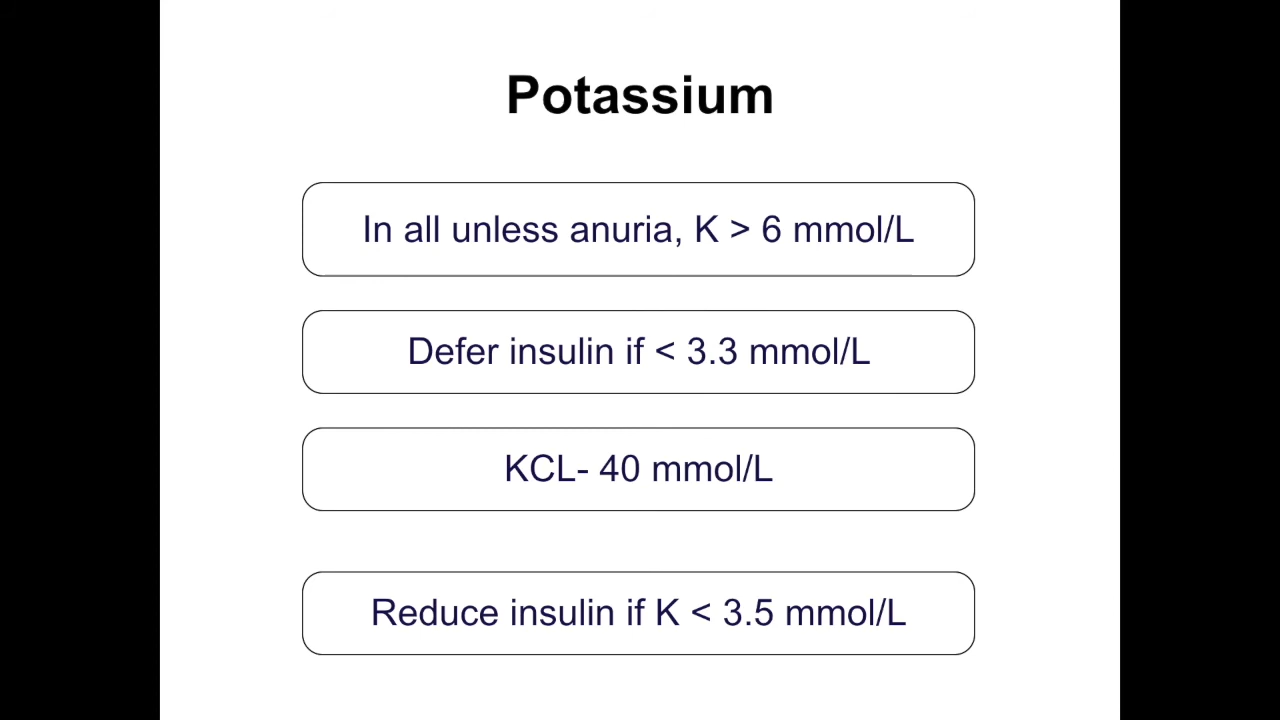 Potassium
In all unless anuria, K > 6 mmol/L
Defer insulin if < 3.3 mmol/L
KCL- 40 mmol/L
Reduce insulin if K < 3.5 mmol/L